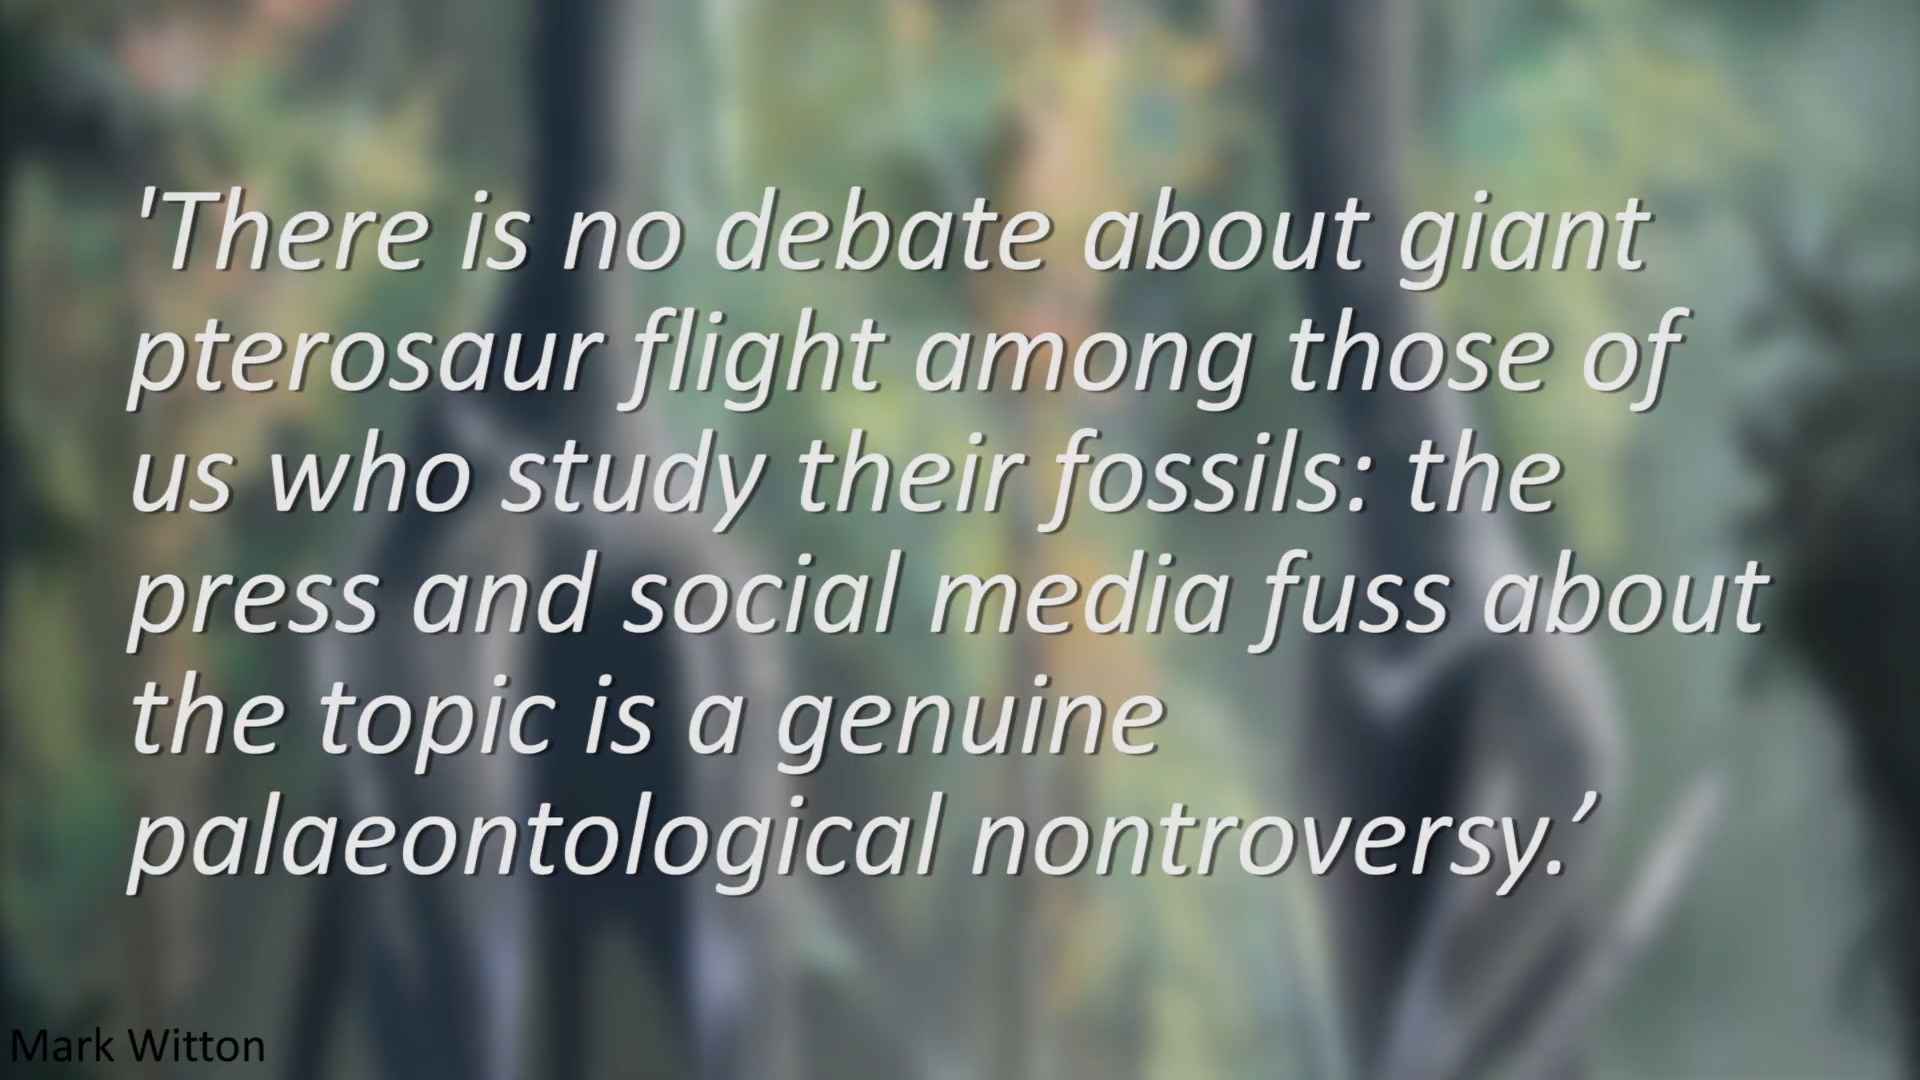 'There is no debate about giant
pterosaur flight among those of
us who study their fossils: the
press and social media fuss about
the topic is a genuine
palaeontological nontroversy.’
Mark Witton